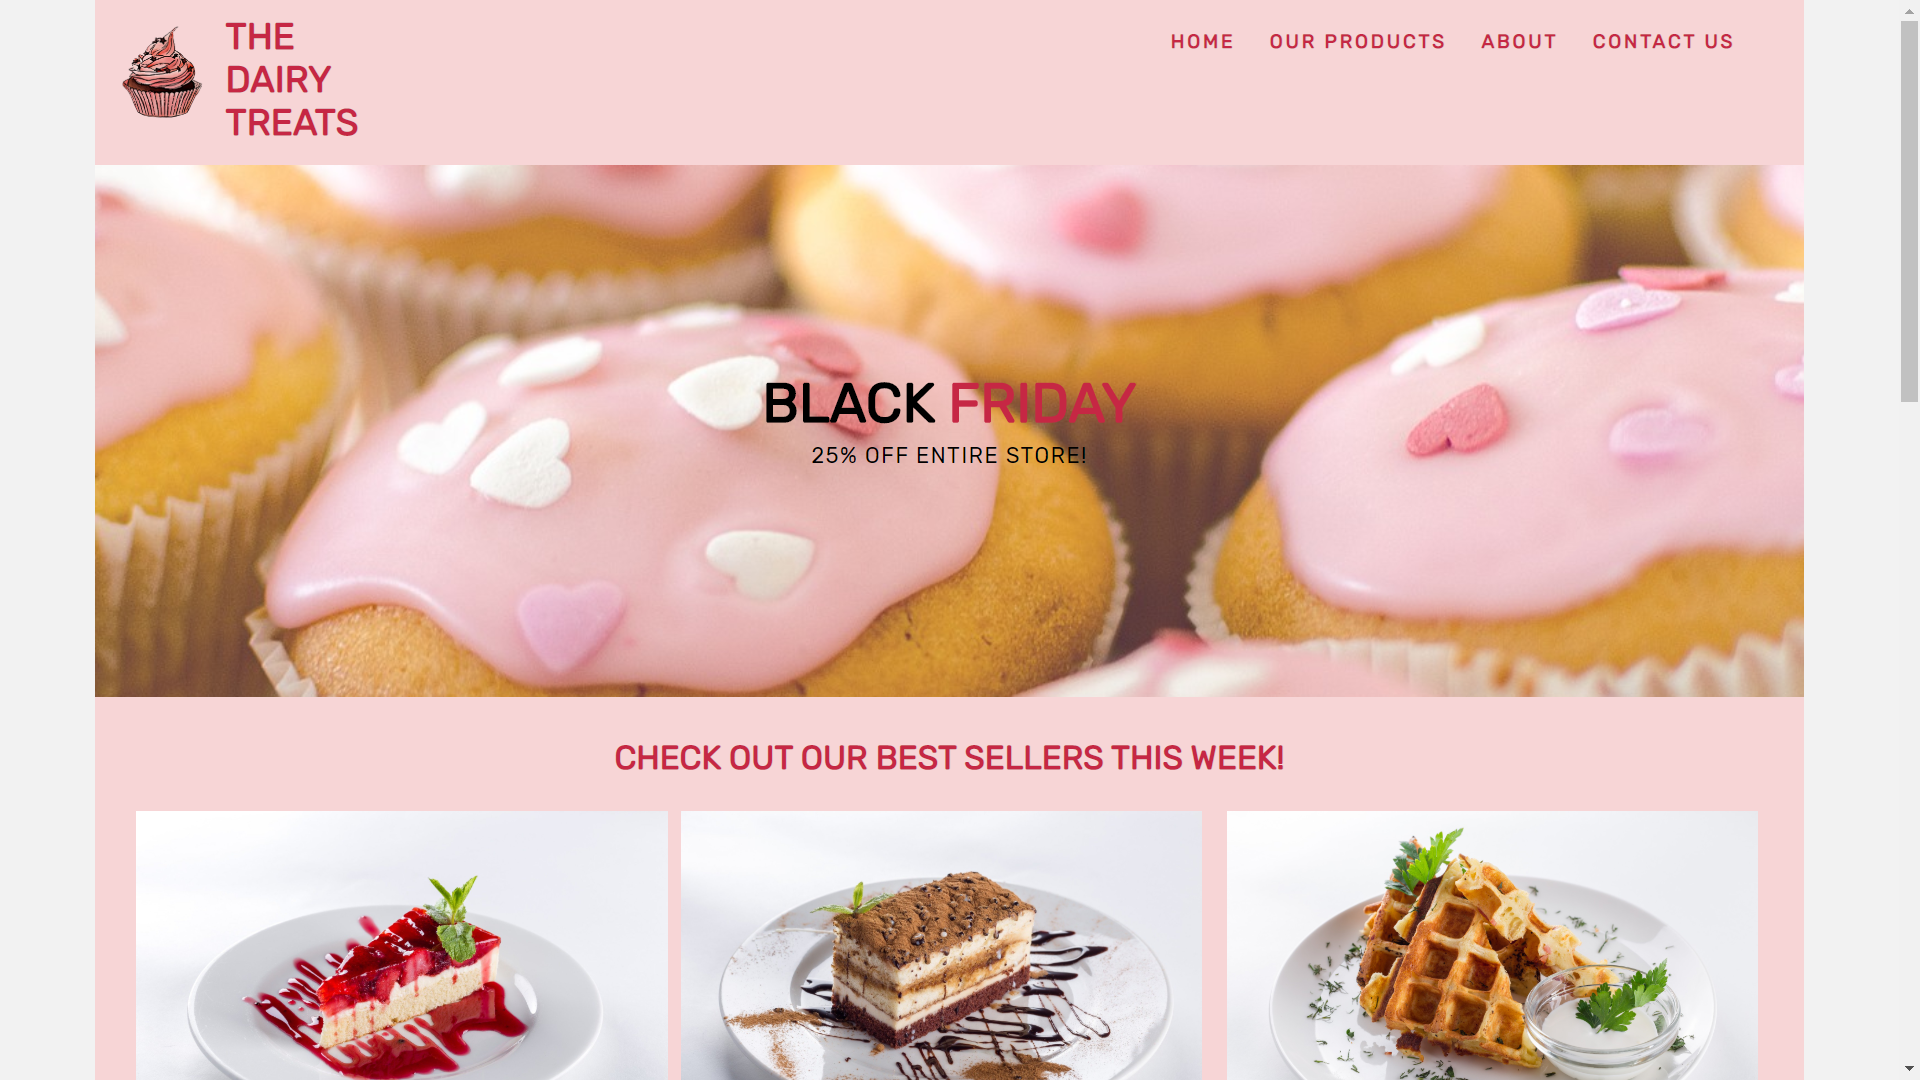 THE
DAIRY
TREATS
HOME OUR PRODUCTS ABOUT CONTACT US
BLACK FRIDAY
25% OFF ENTIRE STORE!
CHECK OUT OUR BEST SELLERS THIS WEEK!